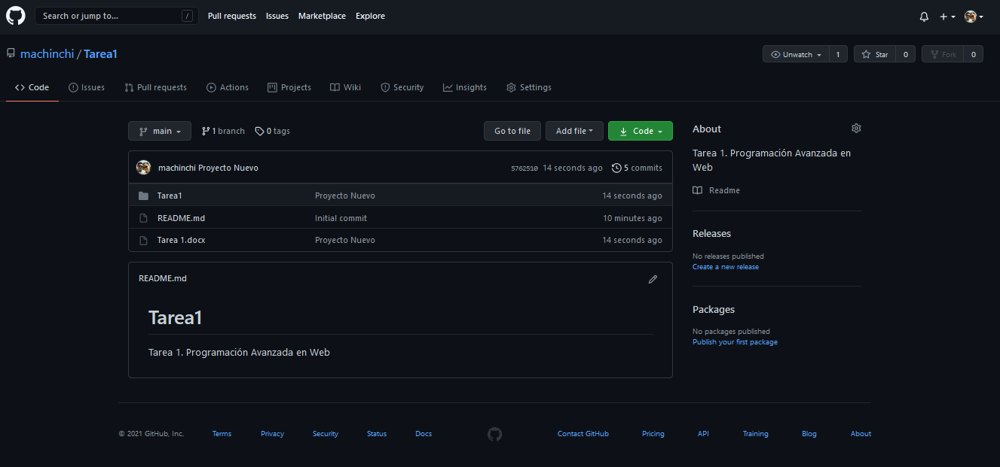 Search or jump to... / Pull requests Issues Marketplace Explore
machinchi / Tarea1 Unwatch 1 Star 0 Fork 0
Code Issues Pull requests Actions Projects Wiki Security Insights Settings
main 1 branch 0 tags Go to file Add file Code
machinchi Proyecto Nuevo 5762510 14 seconds ago 5 commits
Tarea1 Proyecto Nuevo 14 seconds ago
README.md Initial commit 10 minutes ago
Tarea 1.docx Proyecto Nuevo 14 seconds ago
README.md
Tarea1
Tarea 1. Programación Avanzada en Web
About
Tarea 1. Programación Avanzada en
Web
Readme
Releases
No releases published
Create a new release
Packages
No packages published
Publish your first package
© 2021 GitHub, Inc. Terms Privacy Security Status Docs Contact GitHub Pricing API Training Blog About